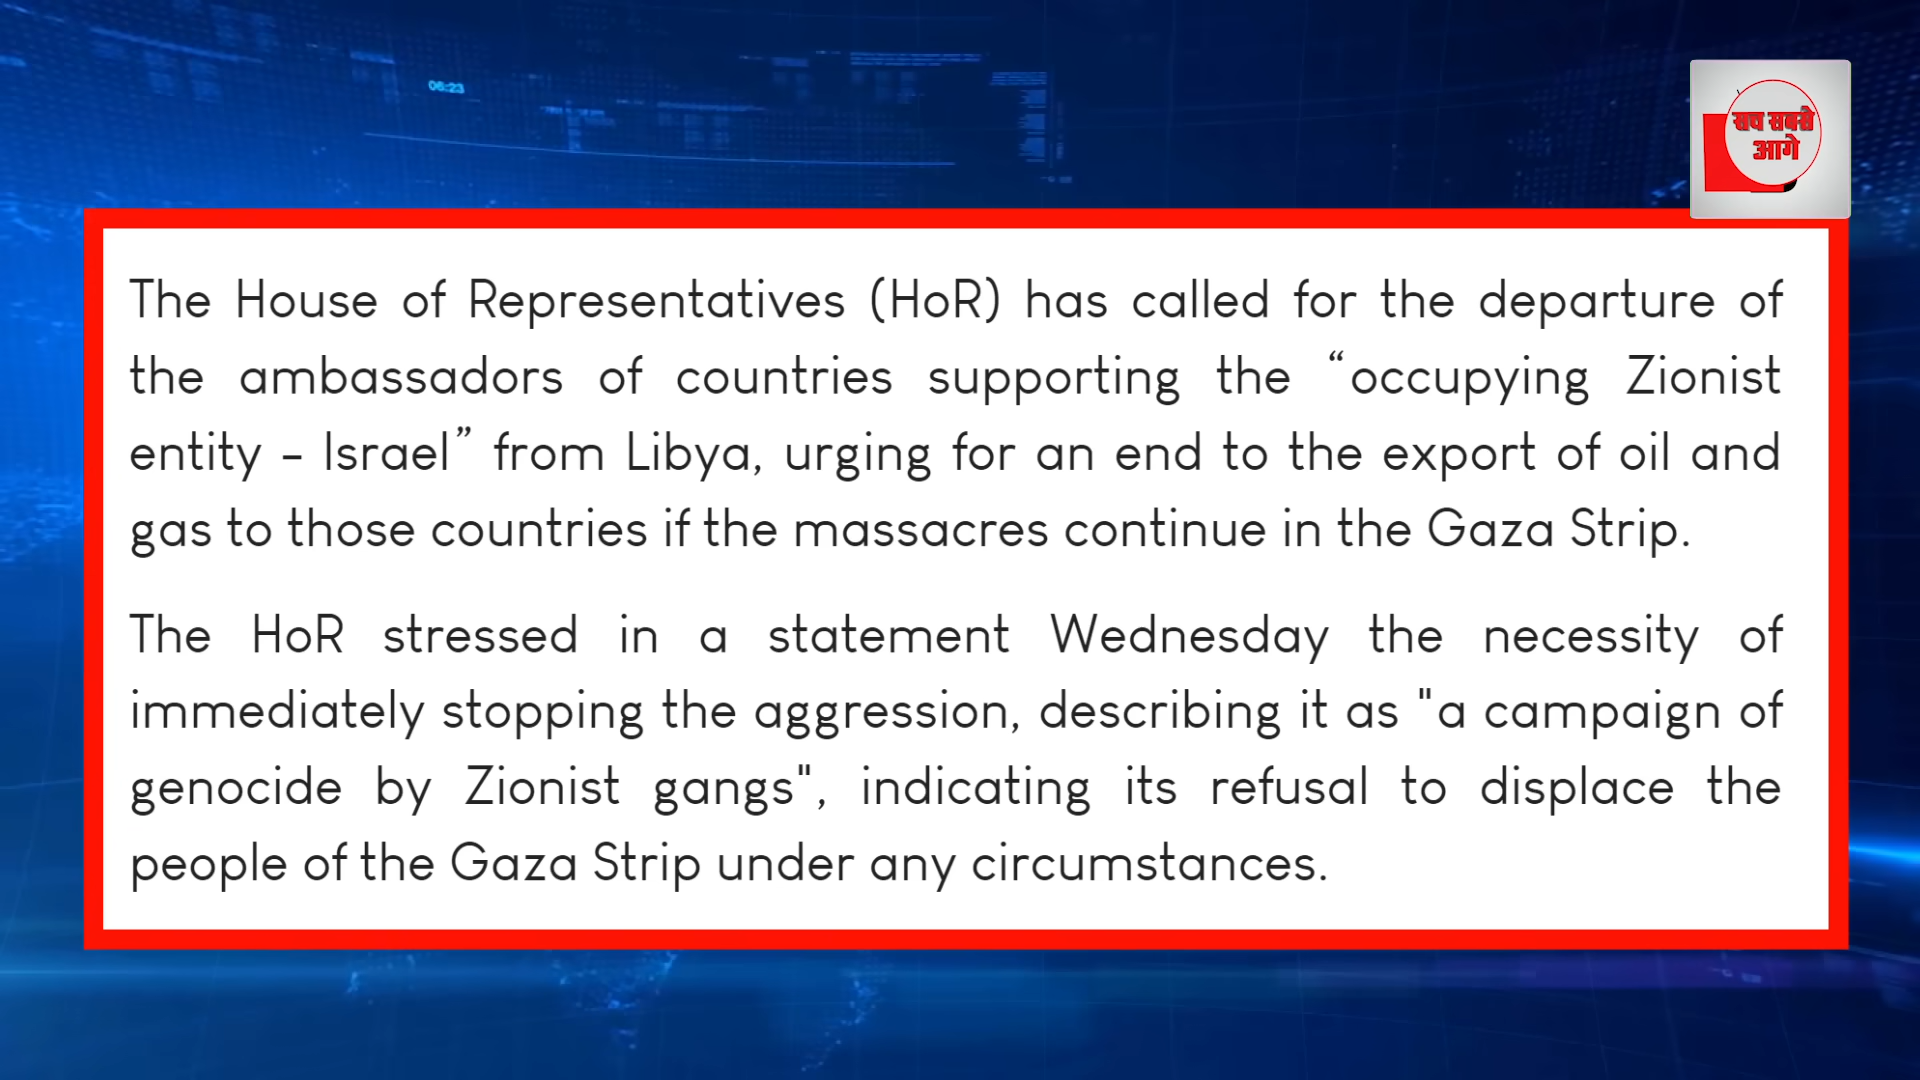 06:23
सच सबसे
आगे
The House of Representatives (HoR) has called for the departure of
the ambassadors of countries supporting the “occupying Zionist
entity - Israel” from Libya, urging for an end to the export of oil and
gas to those countries if the massacres continue in the Gaza Strip.
The HoR stressed in a statement Wednesday the necessity of
immediately stopping the aggression, describing it as "a campaign of
genocide by Zionist gangs", indicating its refusal to displace the
people of the Gaza Strip under any circumstances.